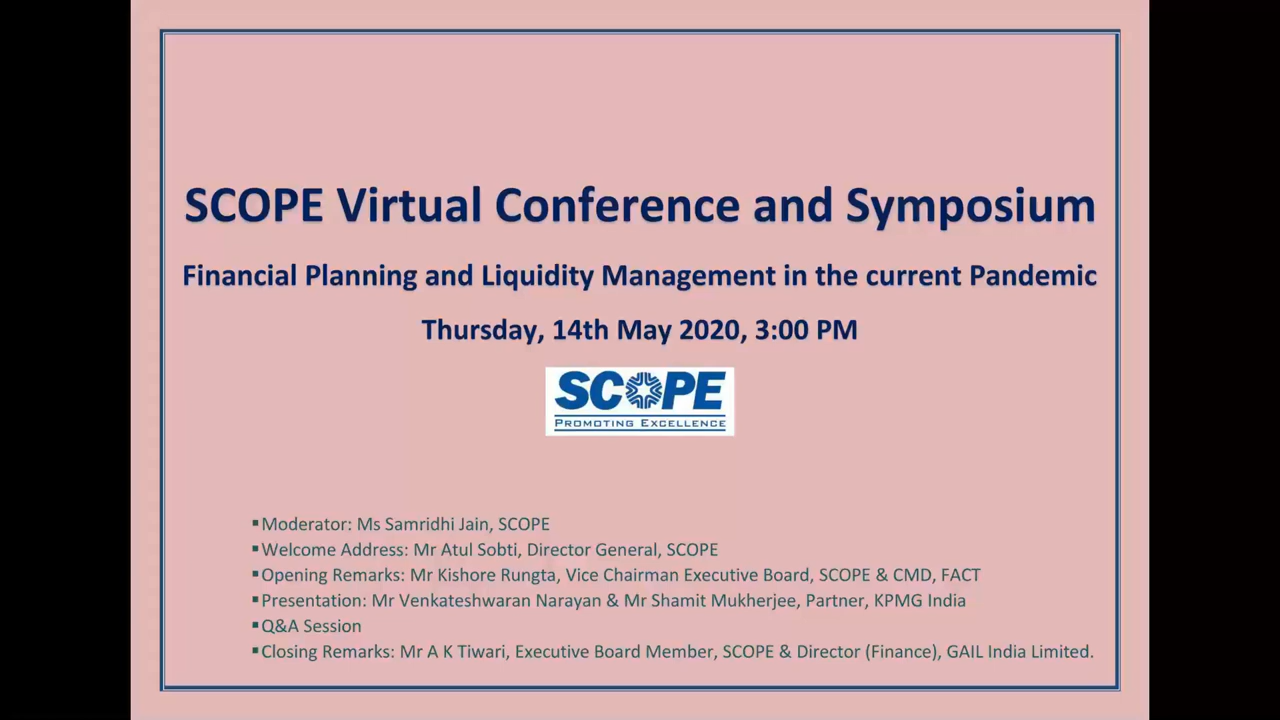 SCOPE Virtual Conference and Symposium
Financial Planning and Liquidity Management in the current Pandemic
Thursday, 14th May 2020, 3:00 PM
SCOPE
PROMOTING EXCELLENCE
▪Moderator: Ms Samridhi Jain, SCOPE
▪Welcome Address: Mr Atul Sobti, Director General, SCOPE
▪Opening Remarks: Mr Kishore Rungta, Vice Chairman Executive Board, SCOPE & CMD, FACT
▪Presentation: Mr Venkateshwaran Narayan & Mr Shamit Mukherjee, Partner, KPMG India
▪Q&A Session
▪Closing Remarks: Mr A K Tiwari, Executive Board Member, SCOPE & Director (Finance), GAIL India Limited.